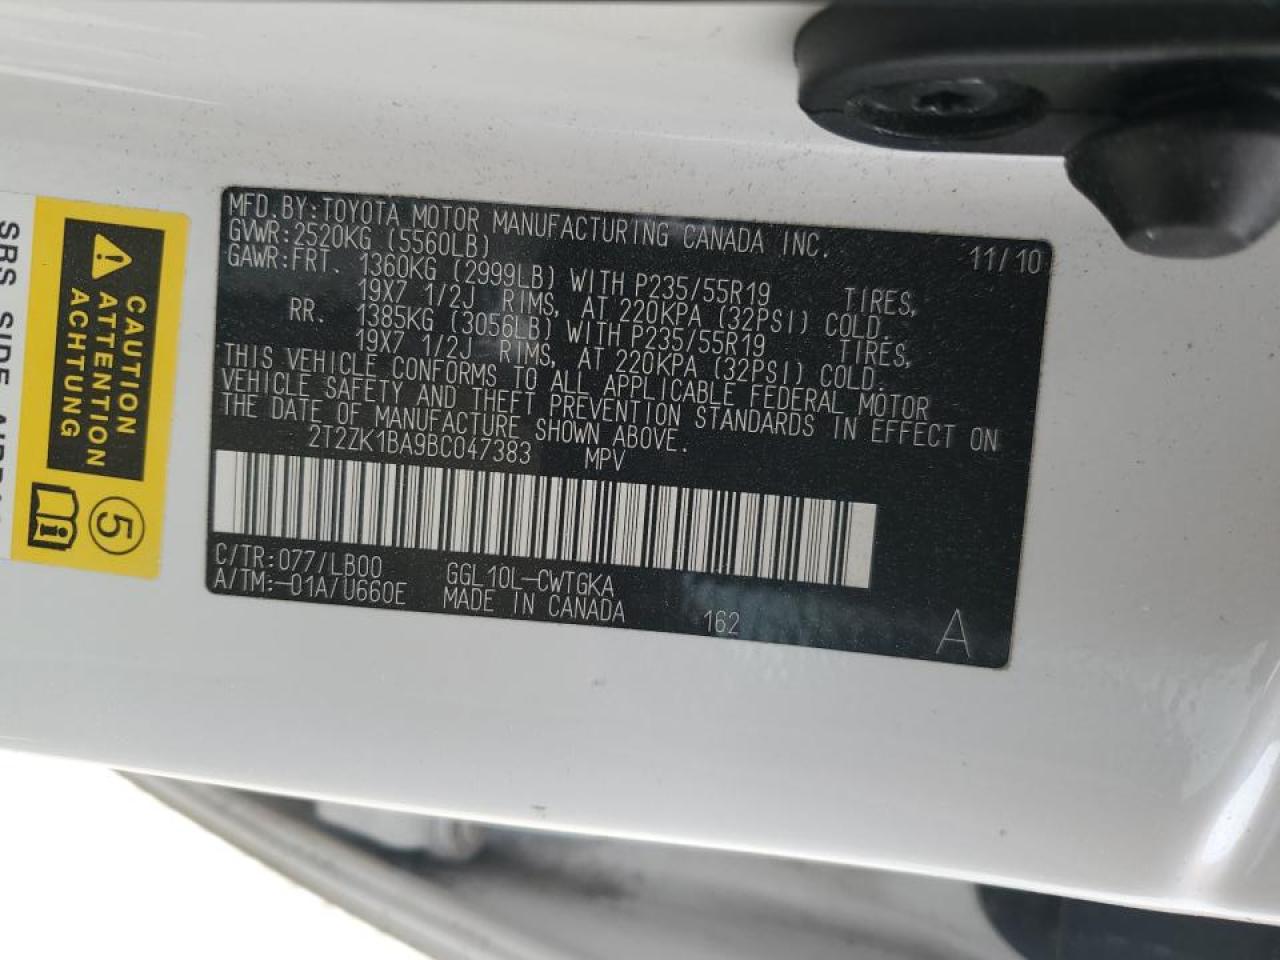 MFD.BY:TOYOTA MOTOR MANUFACTURING CANADA INC. 11/10
GVWR:2520KG (5560LB)
GAWR:FRT. 1360KG (2999LB) WITH P235/55R19 TIRES,
19X7 1/2J RIMS, AT 220KPA (32PSI) COLD.
RR. 1385KG (3056LB) WITH P235/55R19 TIRES,
19X7 1/2J RIMS, AT 220KPA (32PSI) COLD.
THIS VEHICLE CONFORMS TO ALL APPLICABLE FEDERAL MOTOR
VEHICLE SAFETY AND THEFT PREVENTION STANDARDS IN EFFECT ON
THE DATE OF MANUFACTURE SHOWN ABOVE.
2T2ZK1BA9BC047383 MPV
C/TR:077/LB00 GGL10L-CWTGKA
A/TM:-01A/U660E MADE IN CANADA 162 A
CAUTION
ATTENTION
ACHTUNG
5
i
SRS SIDE